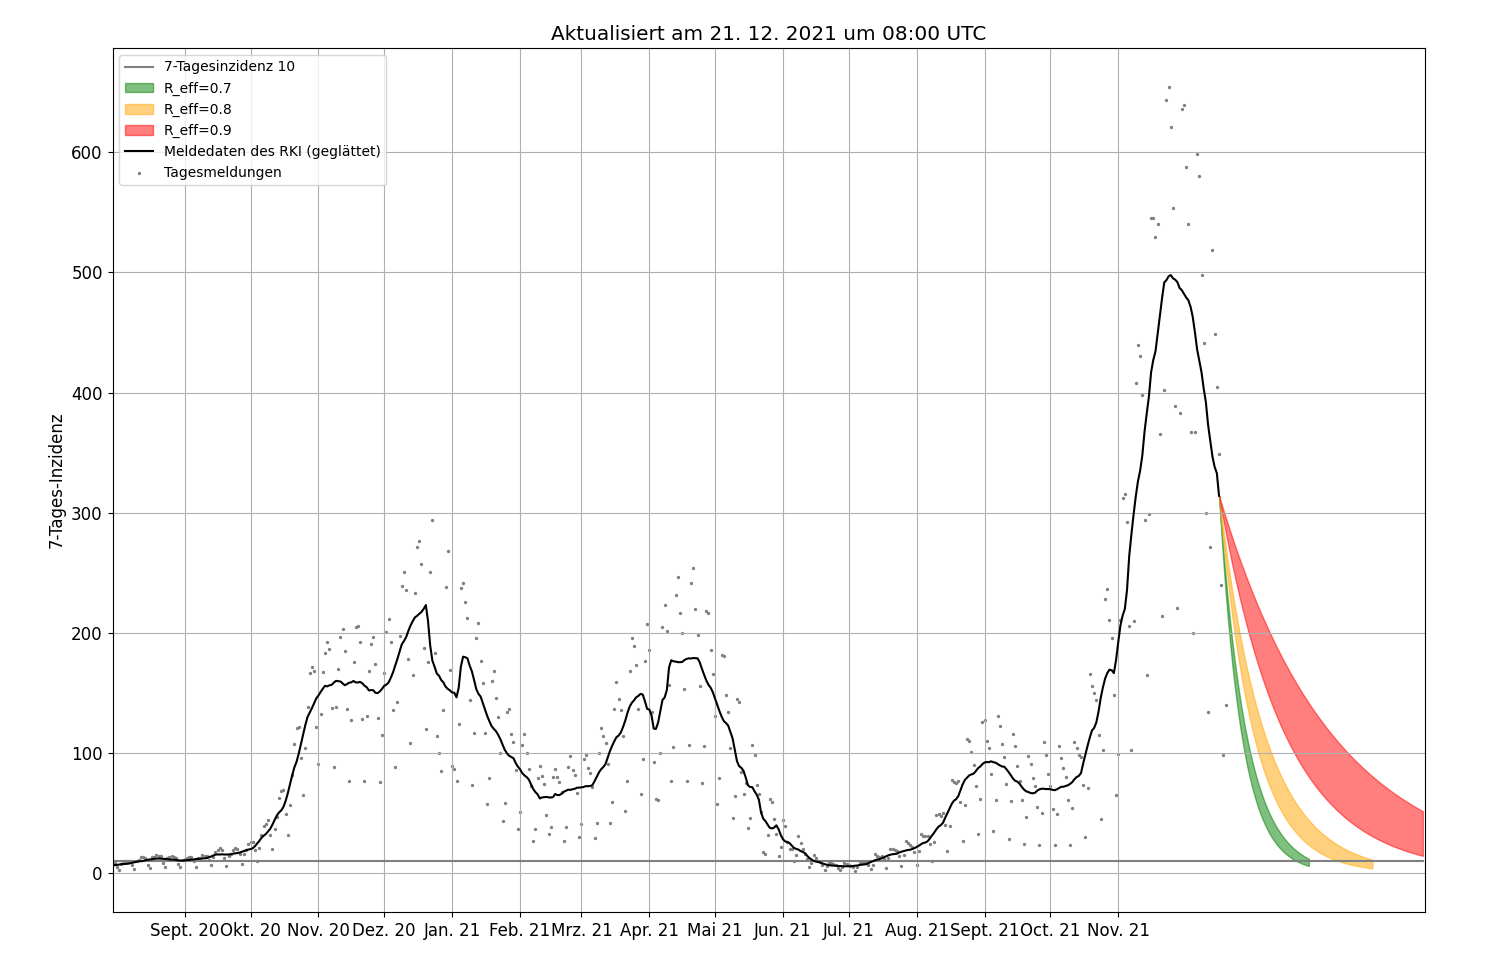 Aktualisiert am 21. 12. 2021 um 08:00 UTC
7-Tagesinzidenz 10
R_eff=0.7
R_eff=0.8
R_eff=0.9
Meldedaten des RKI (geglättet)
Tagesmeldungen
7-Tages-Inzidenz
600
500
400
300
200
100
0
Sept. 20 Okt. 20 Nov. 20 Dez. 20 Jan. 21 Feb. 21 Mrz. 21 Apr. 21 Mai 21 Jun. 21 Jul. 21 Aug. 21 Sept. 21 Oct. 21 Nov. 21